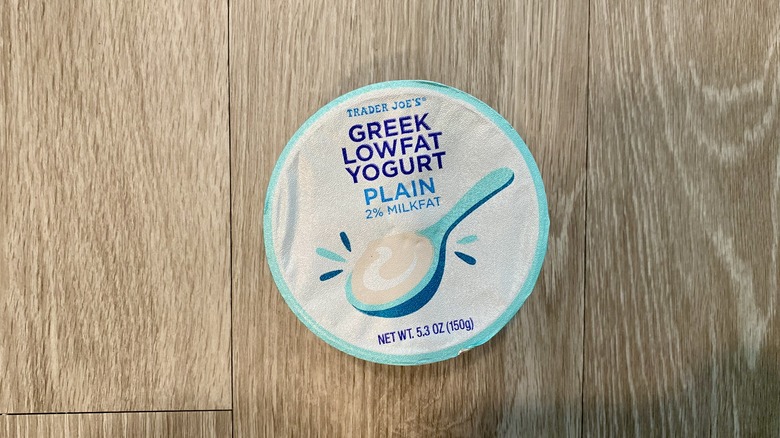 TRADER JOE'S®
GREEK
LOWFAT
YOGURT
PLAIN
2% MILKFAT
NET WT. 5.3 OZ (150g)